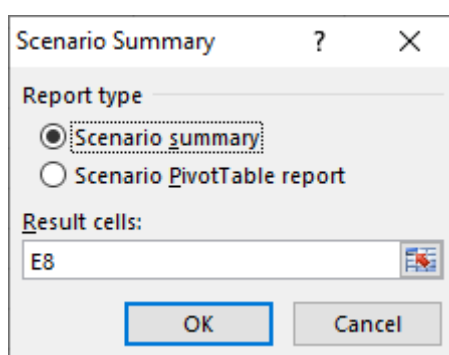 Scenario Summary ?
Report type
Scenario summary
Scenario PivotTable report
Result cells:
E8
OK Cancel